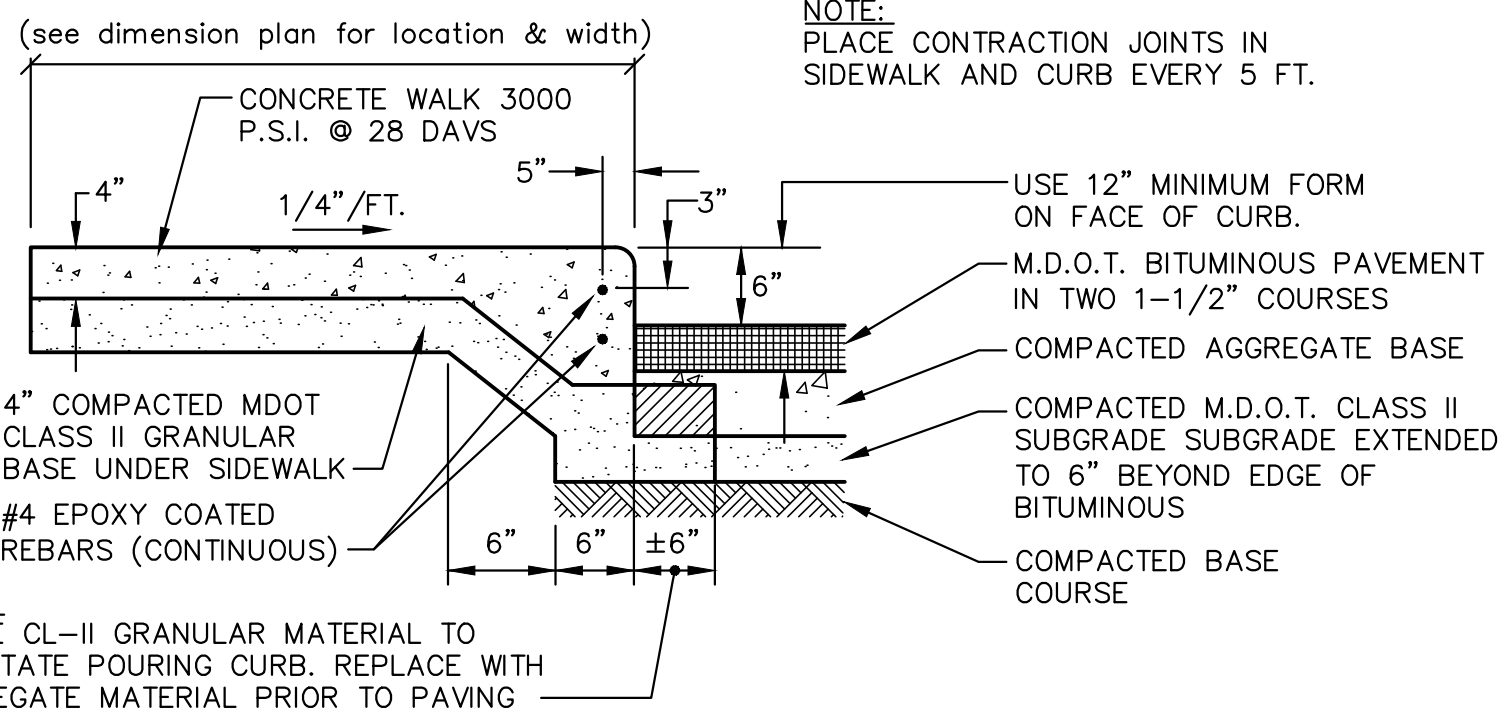 (see dimension plan for location & width)
NOTE:
PLACE CONTRACTION JOINTS IN
SIDEWALK AND CURB EVERY 5 FT.
CONCRETE WALK 3000
P.S.I. @ 28 DAVS
5”
4”
1/4”/FT.
3”
USE 12” MINIMUM FORM
ON FACE OF CURB.
6”
M.D.O.T. BITUMINOUS PAVEMENT
IN TWO 1-1/2” COURSES
COMPACTED AGGREGATE BASE
4” COMPACTED MDOT
CLASS II GRANULAR
BASE UNDER SIDEWALK
COMPACTED M.D.O.T. CLASS II
SUBGRADE SUBGRADE EXTENDED
TO 6” BEYOND EDGE OF
BITUMINOUS
#4 EPOXY COATED
REBARS (CONTINUOUS)
6”
6”
±6”
COMPACTED BASE
COURSE
CL-II GRANULAR MATERIAL TO
POURING CURB. REPLACE WITH
MATERIAL PRIOR TO PAVING